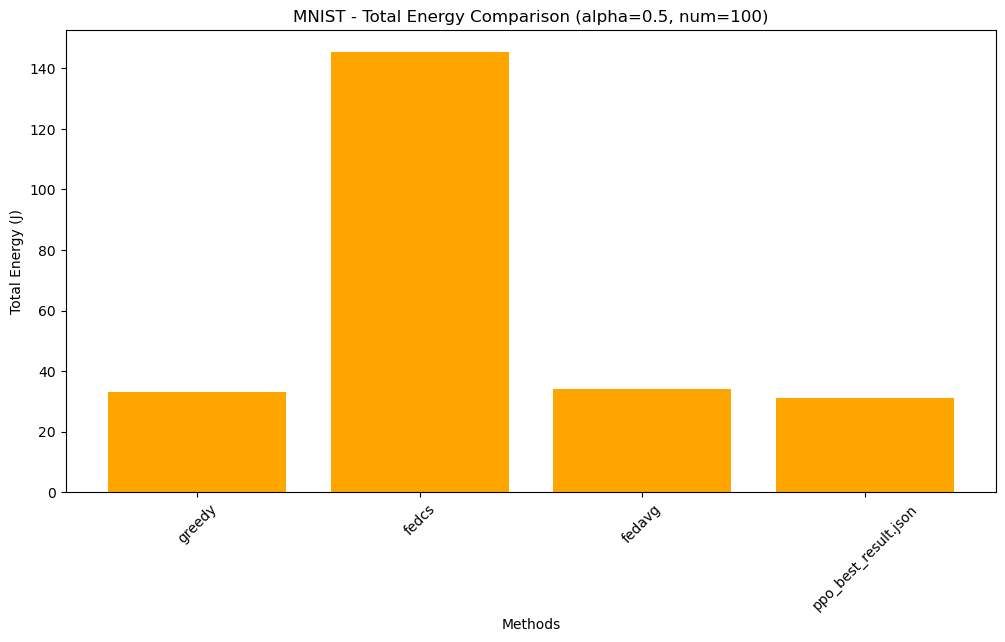 MNIST - Total Energy Comparison (alpha=0.5, num=100)
Total Energy (J)
140
120
100
80
60
40
20
0
greedy
fedcs
fedavg
ppo_best_result.json
Methods